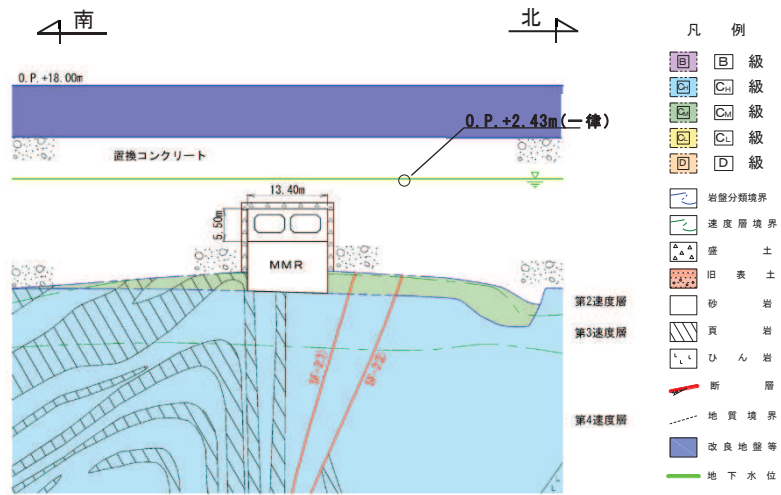 南
北
O.P.+18.00m
O.P.+2.43m(一律)
置換コンクリート
13.40m
5.50m
MMR
第2速度層
第3速度層
第4速度層
凡 例
B B 級
CH CH 級
CM CM 級
CL CL 級
D D 級
岩盤分類境界
速度層境界
盛 土
旧 表 土
砂 岩
頁 岩
ひ ん 岩
断 層
地 質 境 界
改 良 地 盤 等
地 下 水 位